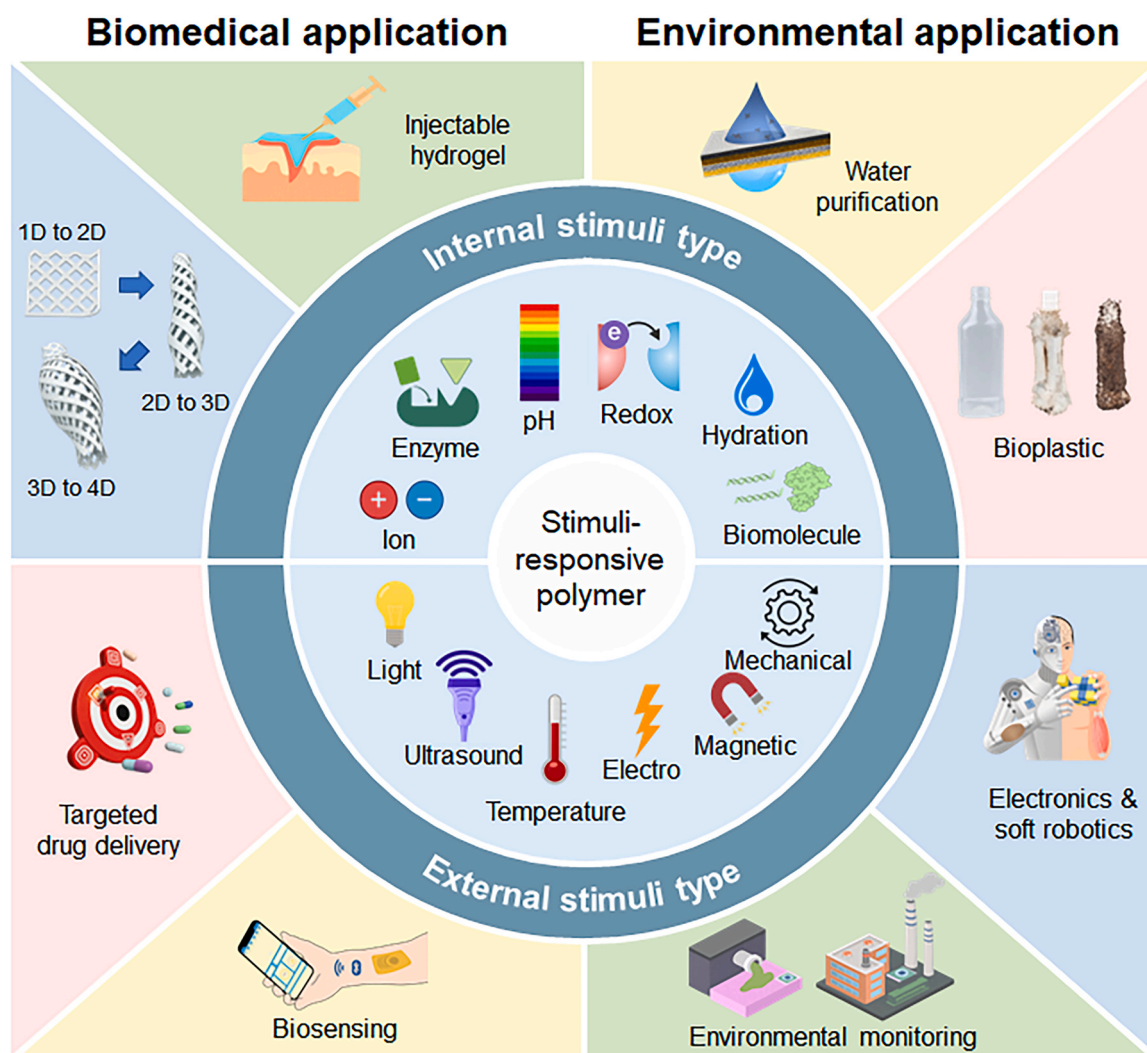 Biomedical application
Environmental application
Injectable
hydrogel
Water
purification
1D to 2D
2D to 3D
3D to 4D
Bioplastic
Internal stimuli type
pH
e
Redox
Enzyme
Hydration
Ion
Biomolecule
Stimuli-
responsive
polymer
Light
Mechanical
Ultrasound
Magnetic
Electro
Temperature
External stimuli type
Targeted
drug delivery
Electronics &
soft robotics
Biosensing
Environmental monitoring